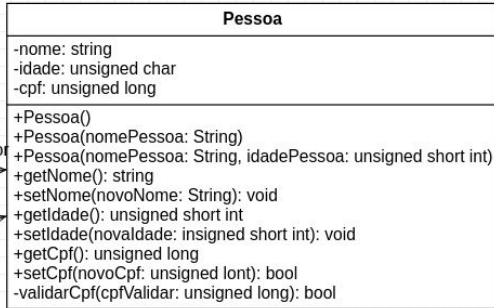 Pessoa
-nome: string
-idade: unsigned char
-cpf: unsigned long
+Pessoa()
+Pessoa(nomePessoa: String)
+Pessoa(nomePessoa: String, idadePessoa: unsigned short int)
+getNome(): string
+setNome(novoNome: String): void
+getIdade(): unsigned short int
+setIdade(novaIdade: insigned short int): void
+getCpf(): unsigned long
+setCpf(novoCpf: unsigned lont): bool
-validarCpf(cpfValidar: unsigned long): bool